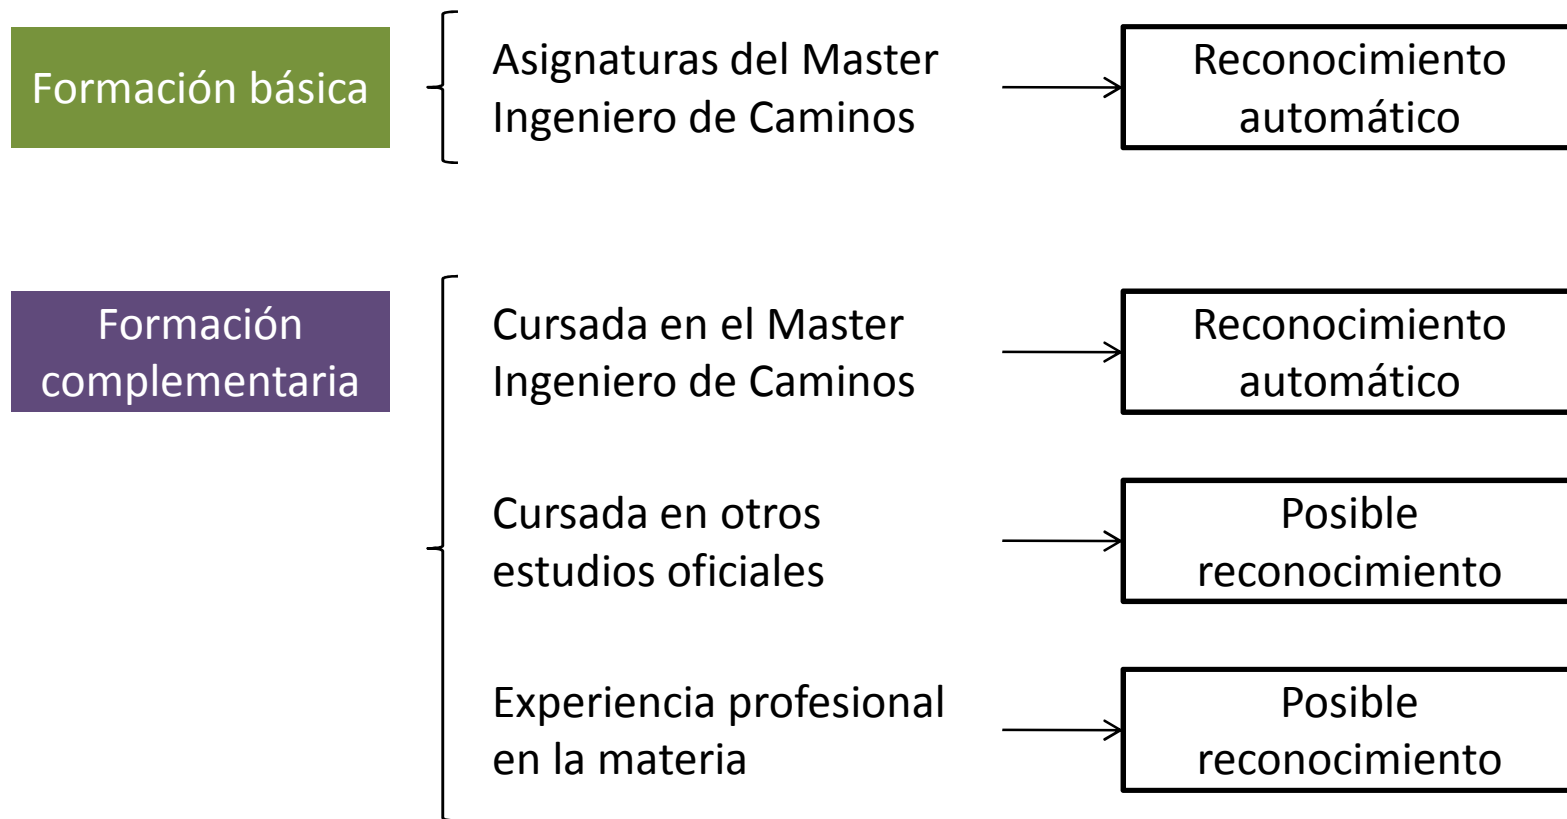 Formación básica
Asignaturas del Master
Ingeniero de Caminos
Reconocimiento
automático
Formación
complementaria
Cursada en el Master
Ingeniero de Caminos
Reconocimiento
automático
Cursada en otros
estudios oficiales
Posible
reconocimiento
Experiencia profesional
en la materia
Posible
reconocimiento